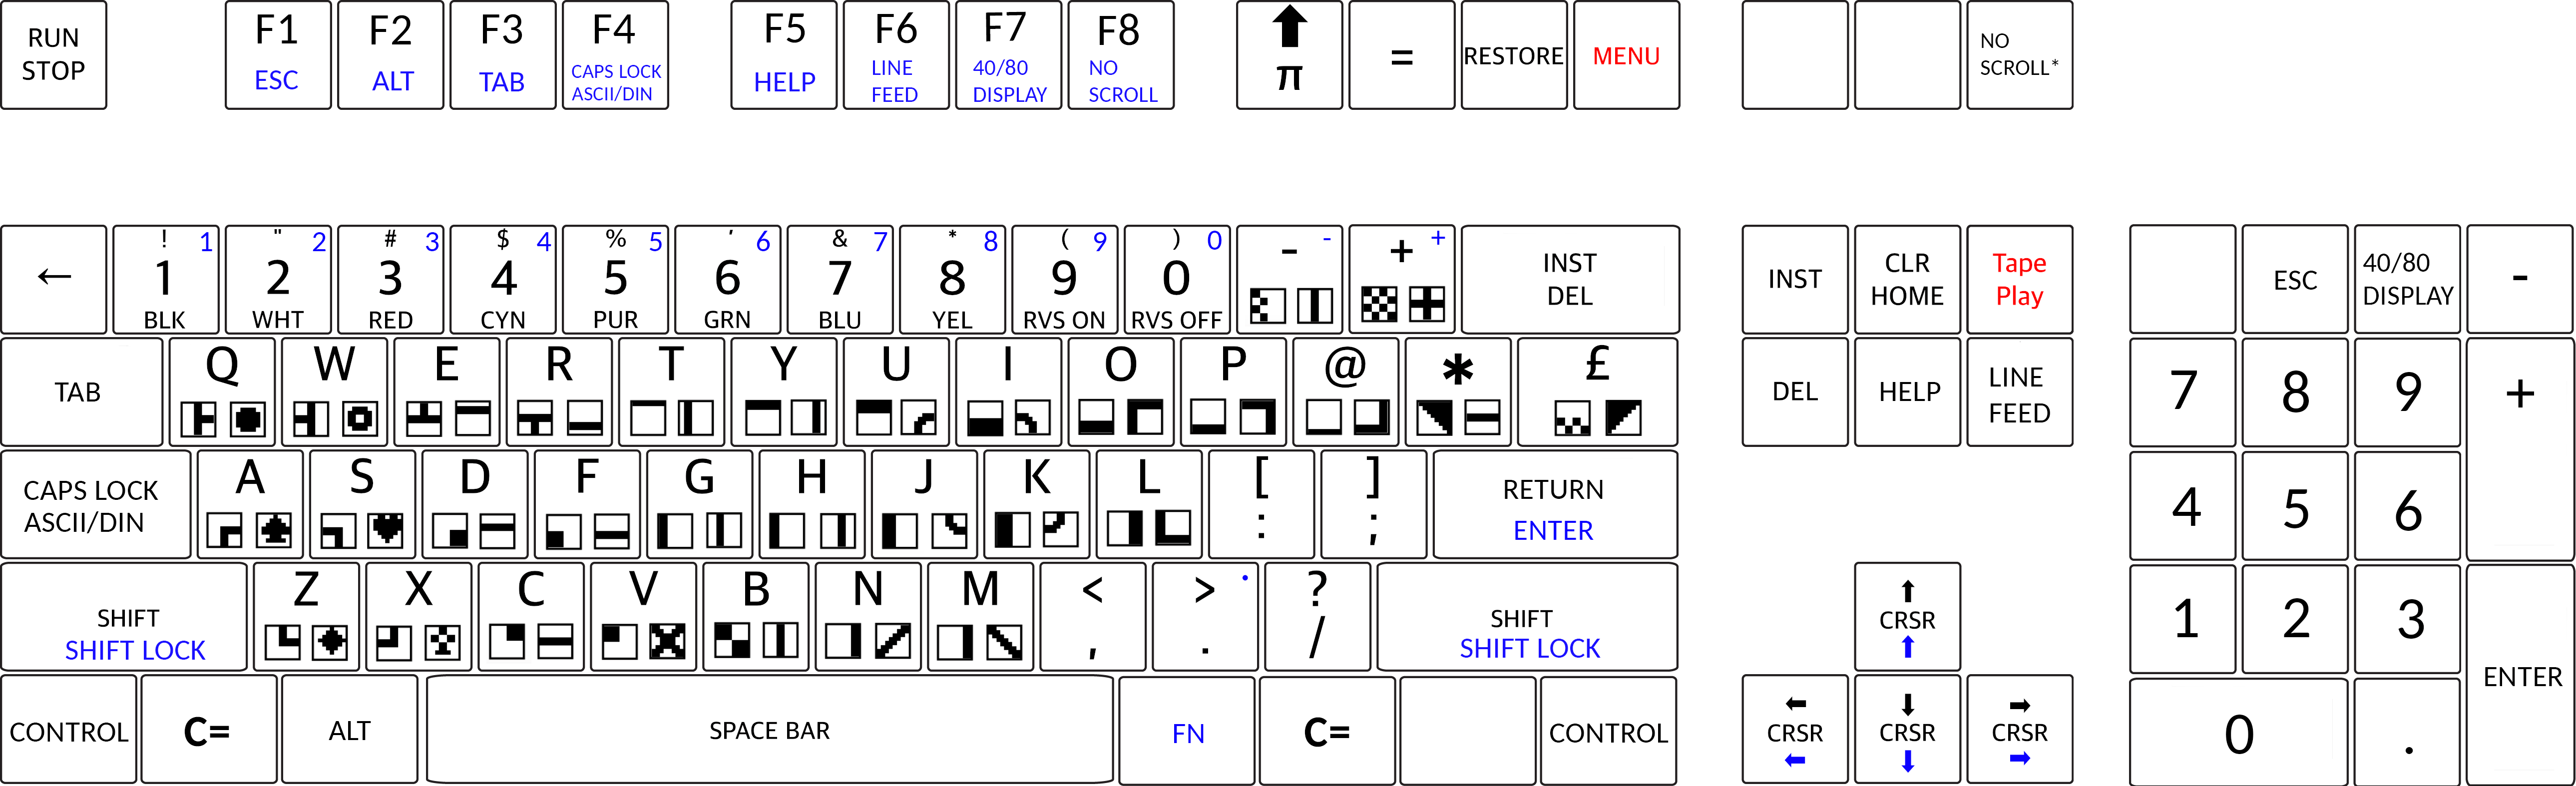 RUN
STOP
F1
ESC
F2
ALT
F3
TAB
F4
CAPS LOCK
ASCII/DIN
F5
HELP
F6
LINE
FEED
F7
40/80
DISPLAY
F8
NO
SCROLL
⬆
π
=
RESTORE
MENU
NO
SCROLL*
←
! 1
1
BLK
" 2
2
WHT
# 3
3
RED
$ 4
4
CYN
% 5
5
PUR
' 6
6
GRN
& 7
7
BLU
* 8
8
YEL
( 9
9
RVS ON
) 0
0
RVS OFF
- -
+ +
INST
DEL
INST
CLR
HOME
Tape
Play
ESC
40/80
DISPLAY
-
TAB
Q
W
E
R
T
Y
U
I
O
P
@
*
£
DEL
HELP
LINE
FEED
7
8
9
+
CAPS LOCK
ASCII/DIN
A
S
D
F
G
H
J
K
L
[
:
]
;
RETURN
ENTER
4
5
6
SHIFT
SHIFT LOCK
Z
X
C
V
B
N
M
<
,
> .
.
?
/
SHIFT
SHIFT LOCK
⬆
CRSR
⬆
1
2
3
ENTER
CONTROL
C=
ALT
SPACE BAR
FN
C=
CONTROL
⬅
CRSR
⬅
⬇
CRSR
⬇
➡
CRSR
➡
0
.